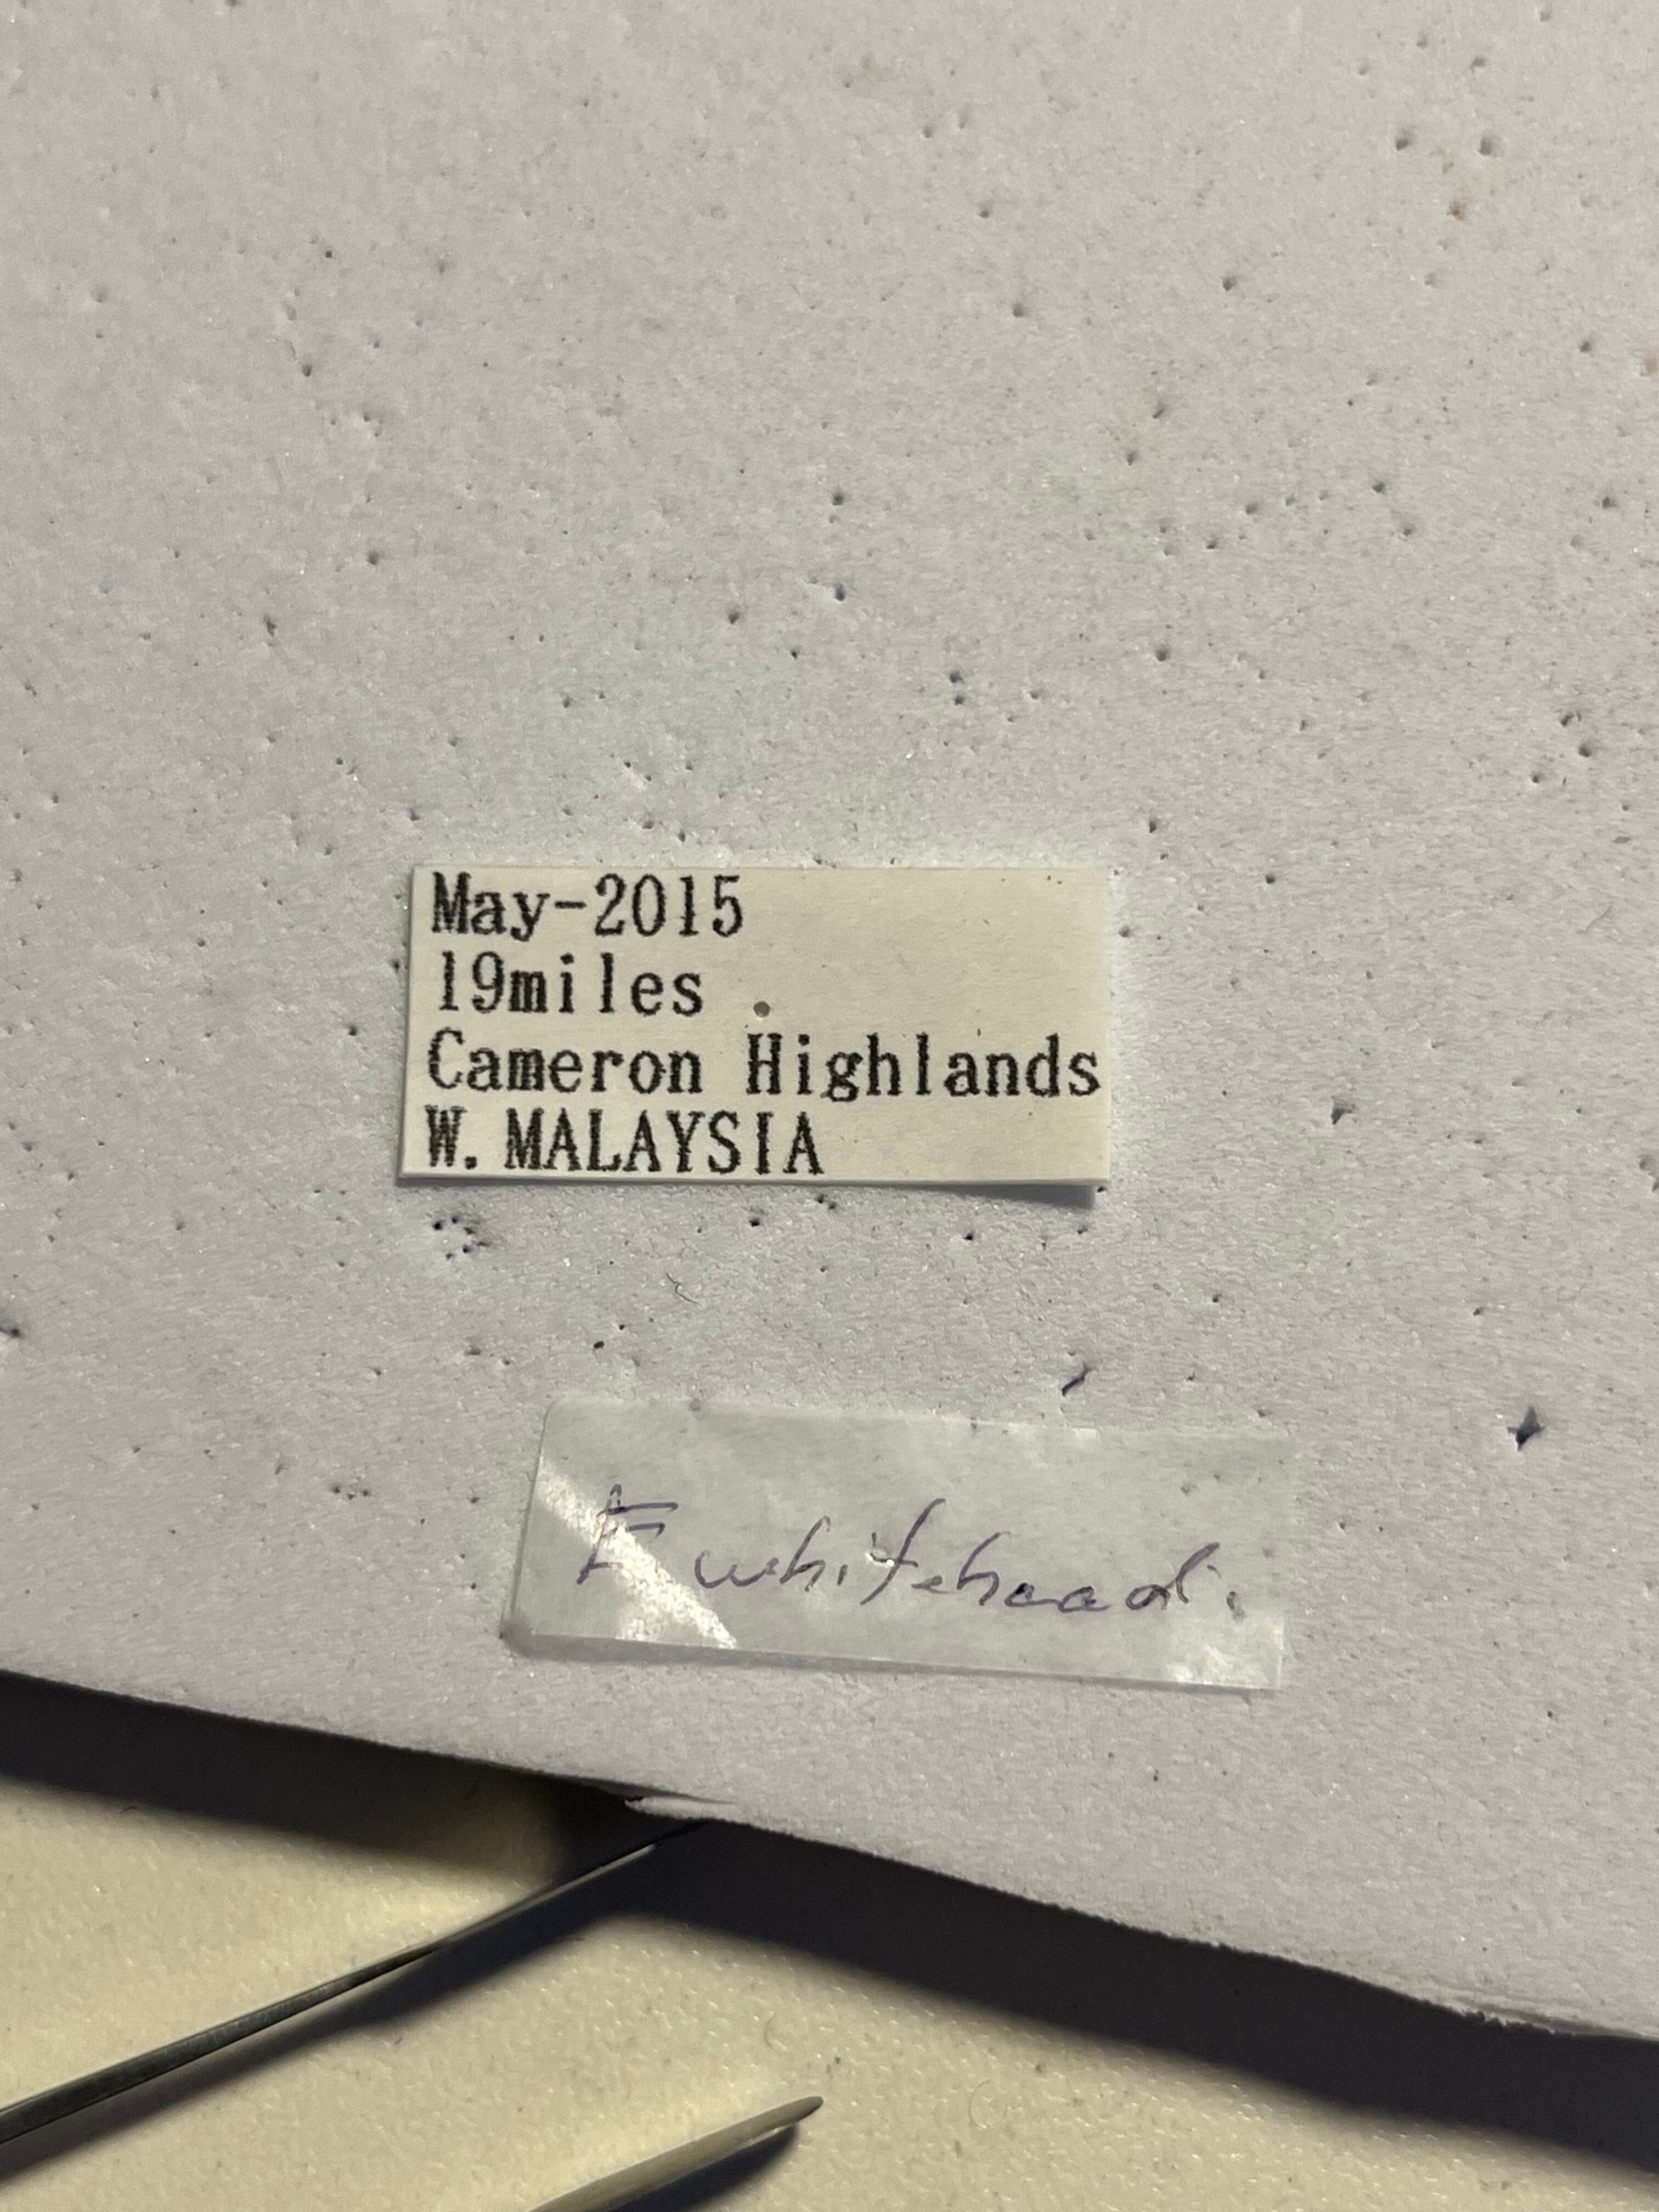 May-2015
19miles
Cameron Highlands
W. MALAYSIA
E whiteheadi